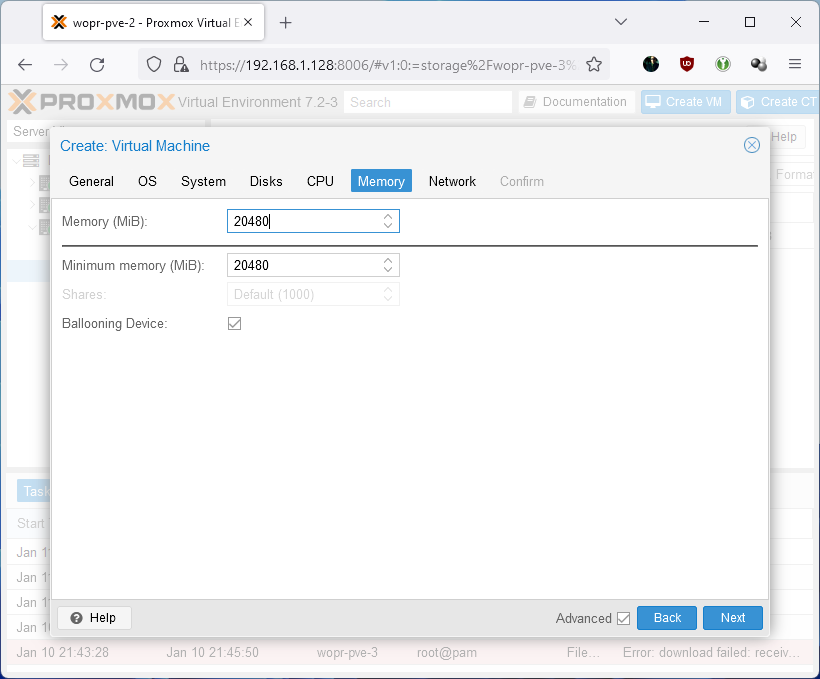 wopr-pve-2 - Proxmox Virtual E
https://192.168.1.128:8006/#v1:0:=storage%2Fwopr-pve-3%
PROXMOX Virtual Environment 7.2-3 Search Documentation Create VM Create CT
Server
Help
Create: Virtual Machine
General OS System Disks CPU Memory Network Confirm
Format
Memory (MiB): 20480
Minimum memory (MiB): 20480
Shares: Default (1000)
Ballooning Device:
Task
Start
Jan 1
Jan 1
Jan 1
Jan 10
Help Advanced Back Next
Jan 10 21:43:28 Jan 10 21:45:50 wopr-pve-3 root@pam File... Error: download failed: receiv...